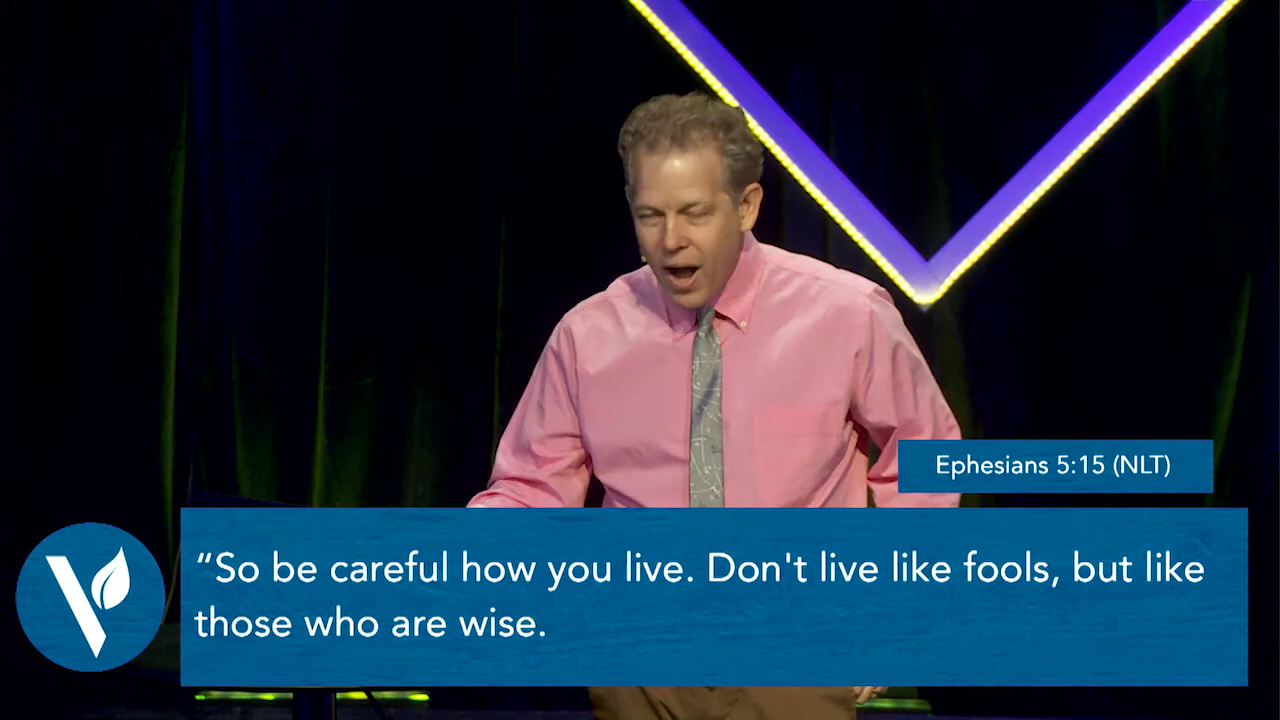 Ephesians 5:15 (NLT)
“So be careful how you live. Don't live like fools, but like
those who are wise.